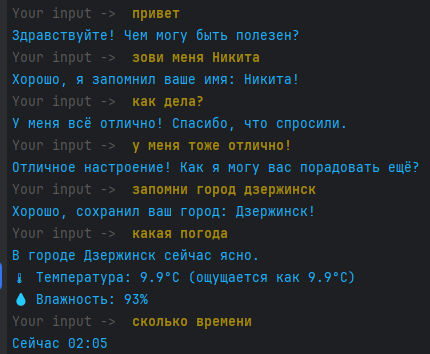 Your input -> привет
Здравствуйте! Чем могу быть полезен?
Your input -> зови меня Никита
Хорошо, я запомнил ваше имя: Никита!
Your input -> как дела?
У меня всё отлично! Спасибо, что спросили.
Your input -> у меня тоже отлично!
Отличное настроение! Как я могу вас порадовать ещё?
Your input -> запомни город дзержинск
Хорошо, сохранил ваш город: Дзержинск!
Your input -> какая погода
В городе Дзержинск сейчас ясно.
🌡 Температура: 9.9°C (ощущается как 9.9°C)
💧 Влажность: 93%
Your input -> сколько времени
Сейчас 02:05